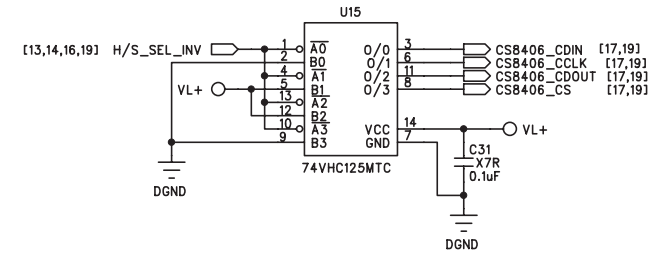 U15
[13,14,16,19] H/S_SEL_INV 1 A0 O/0 3 CS8406_CDIN [17,19]
2 B0 O/1 6 CS8406_CCLK [17,19]
4 A1 O/2 11 CS8406_CDOUT [17,19]
VL+ 5 B1 O/3 8 CS8406_CS [17,19]
13 A2
12 B2
10 A3 VCC 14 VL+
9 B3 GND 7
C31
X7R
0.1uF
74VHC125MTC
DGND
DGND